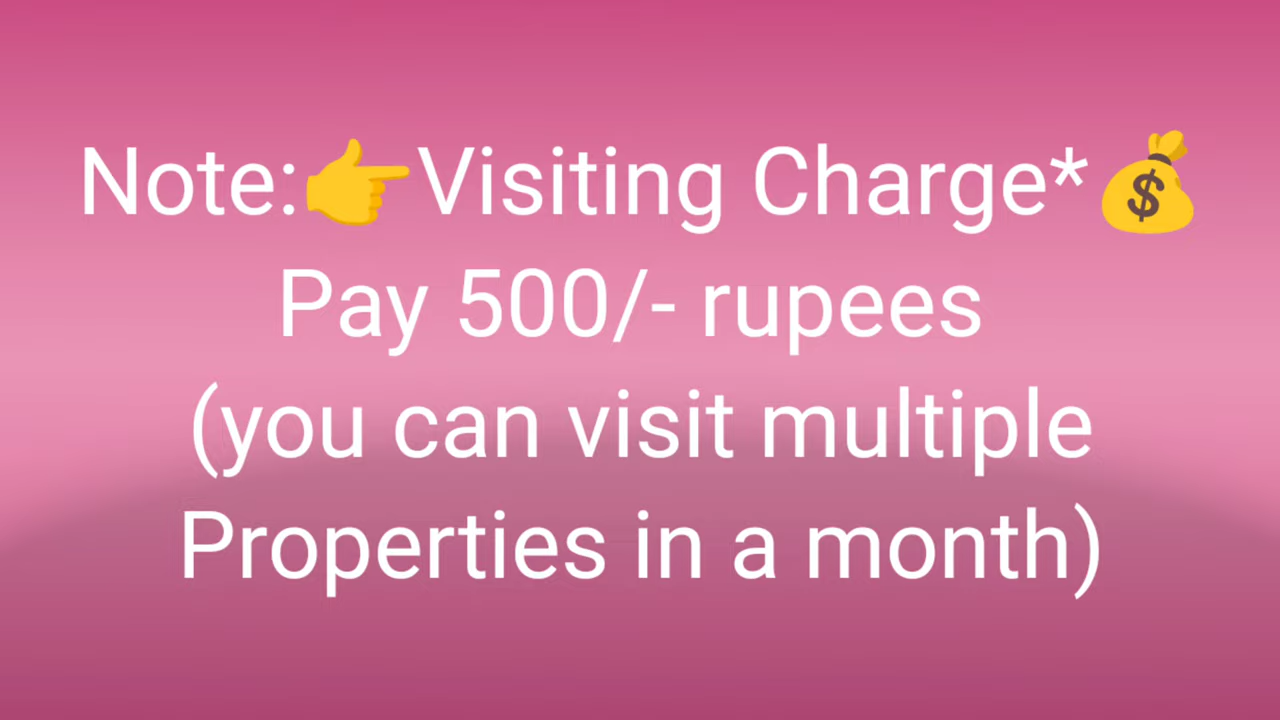 Note:👉Visiting Charge*💰
Pay 500/- rupees
(you can visit multiple
Properties in a month)